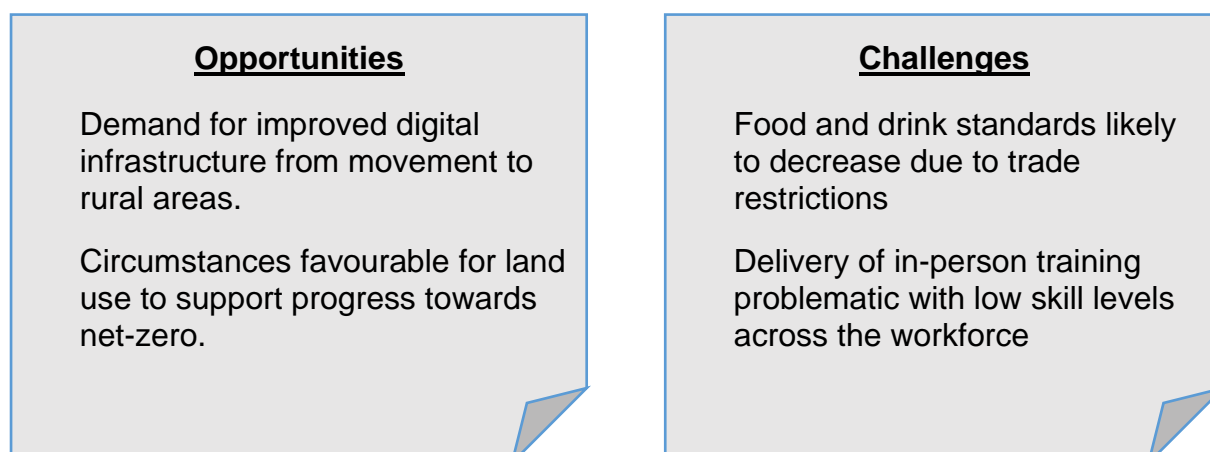 Opportunities
Demand for improved digital
infrastructure from movement to
rural areas.
Circumstances favourable for land
use to support progress towards
net-zero.
Challenges
Food and drink standards likely
to decrease due to trade
restrictions
Delivery of in-person training
problematic with low skill levels
across the workforce